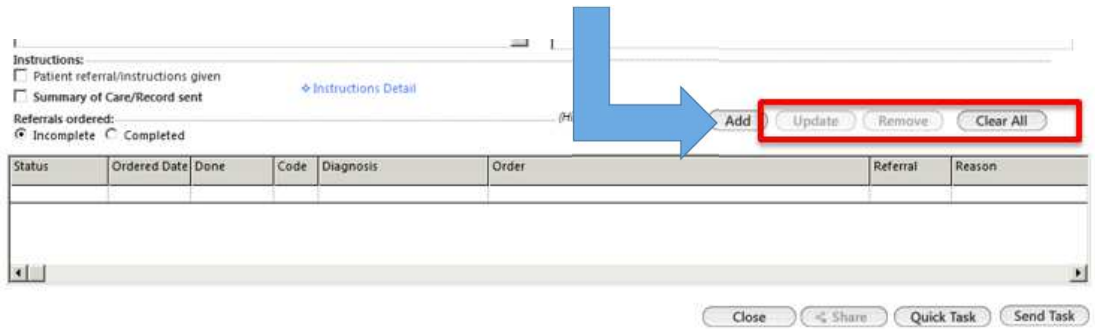 Instructions:
Patient referral/instructions given
Instructions Detail
Summary of Care/Record sent
Referrals ordered:
Incomplete Completed
Add Update Remove Clear All
Status Ordered Date Done Code Diagnosis Order Referral Reason
Close Share Quick Task Send Task